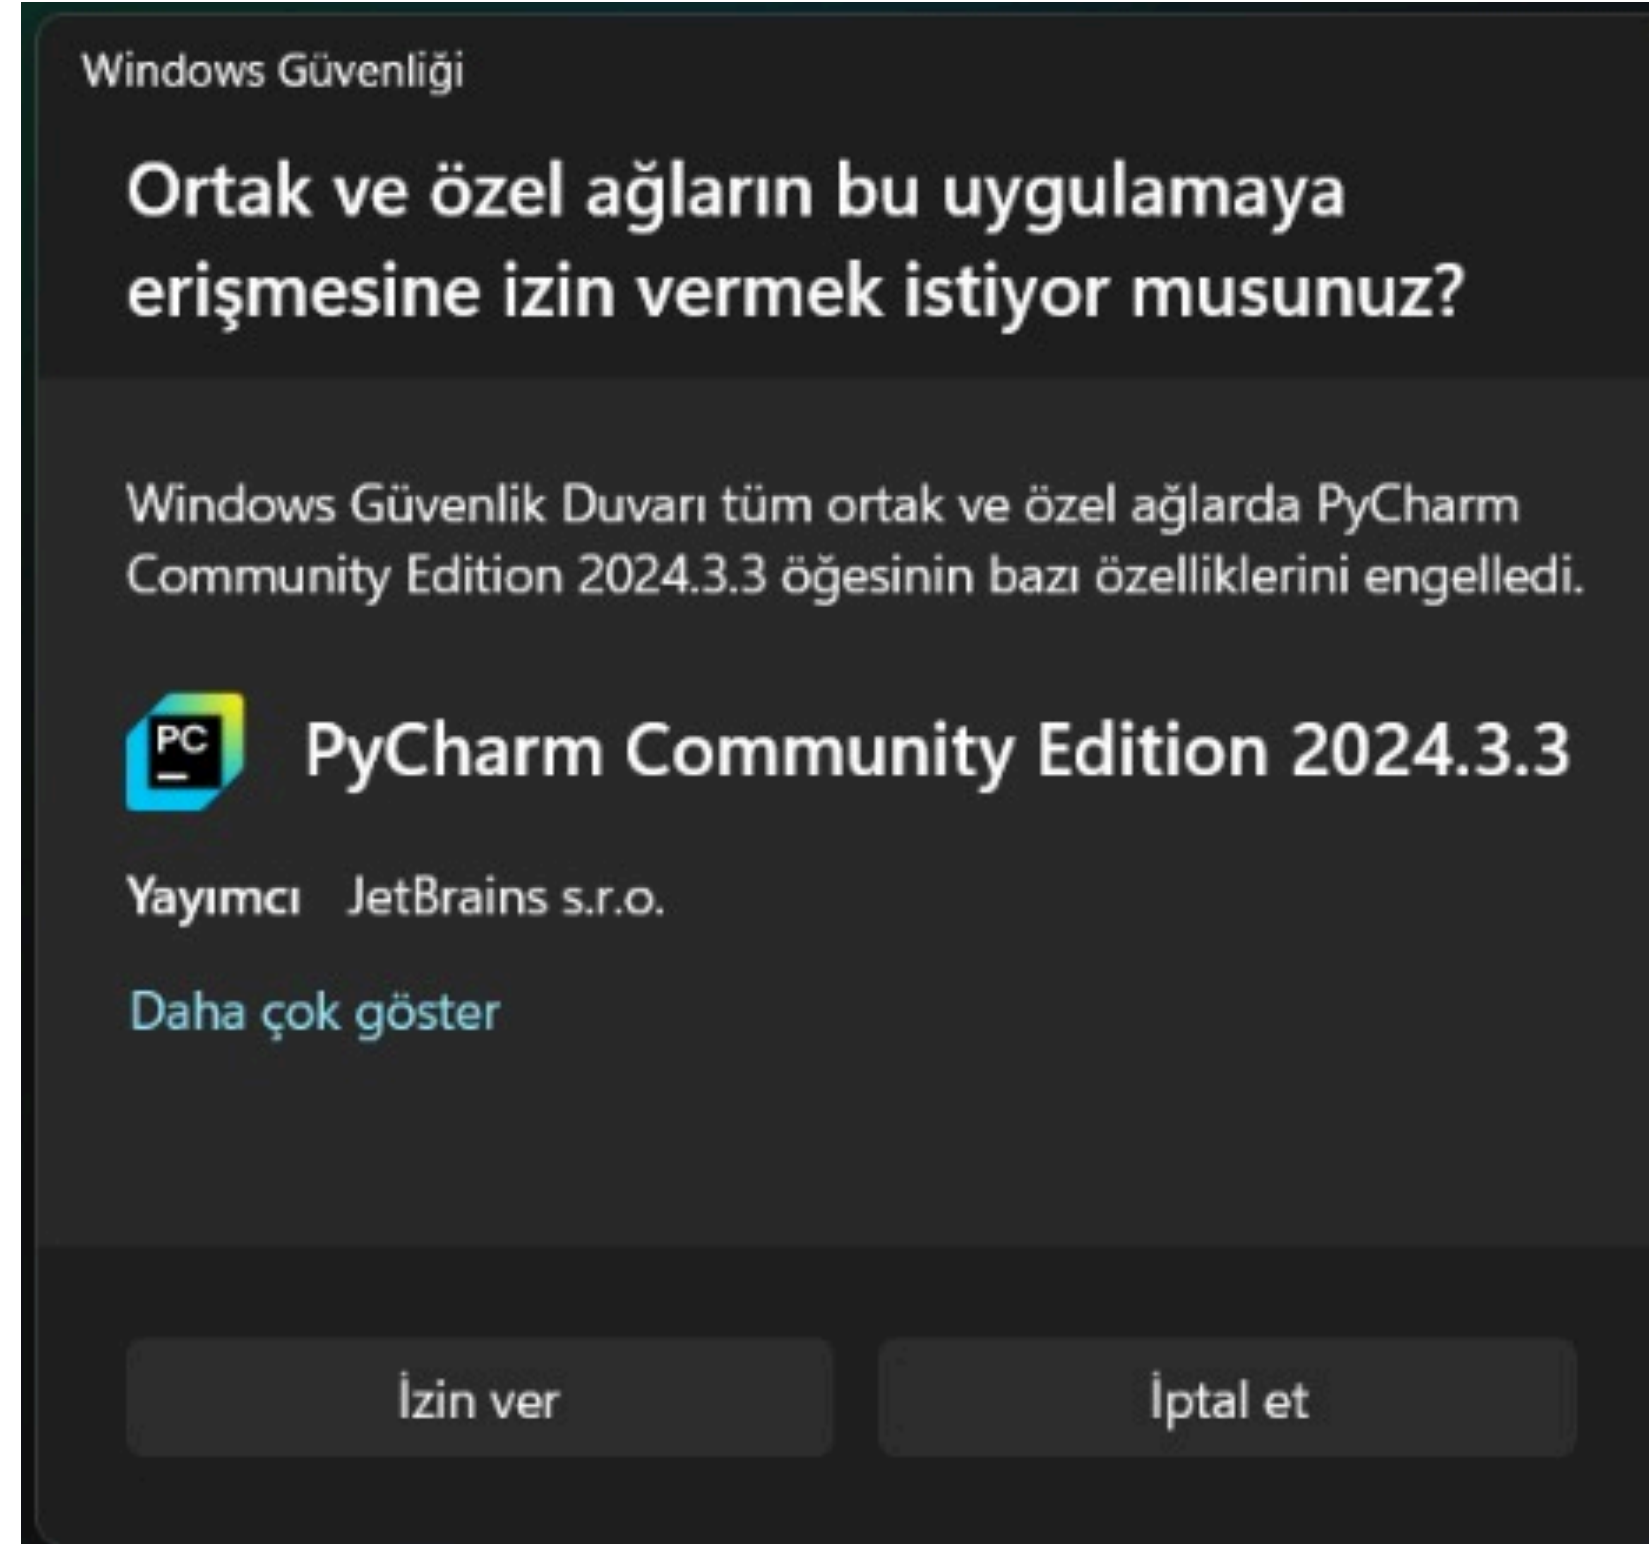 Windows Güvenliği
Ortak ve özel ağların bu uygulamaya
erişmesine izin vermek istiyor musunuz?
Windows Güvenlik Duvarı tüm ortak ve özel ağlarda PyCharm
Community Edition 2024.3.3 öğesinin bazı özelliklerini engelledi.
PC
PyCharm Community Edition 2024.3.3
Yayımcı JetBrains s.r.o.
Daha çok göster
İzin ver İptal et